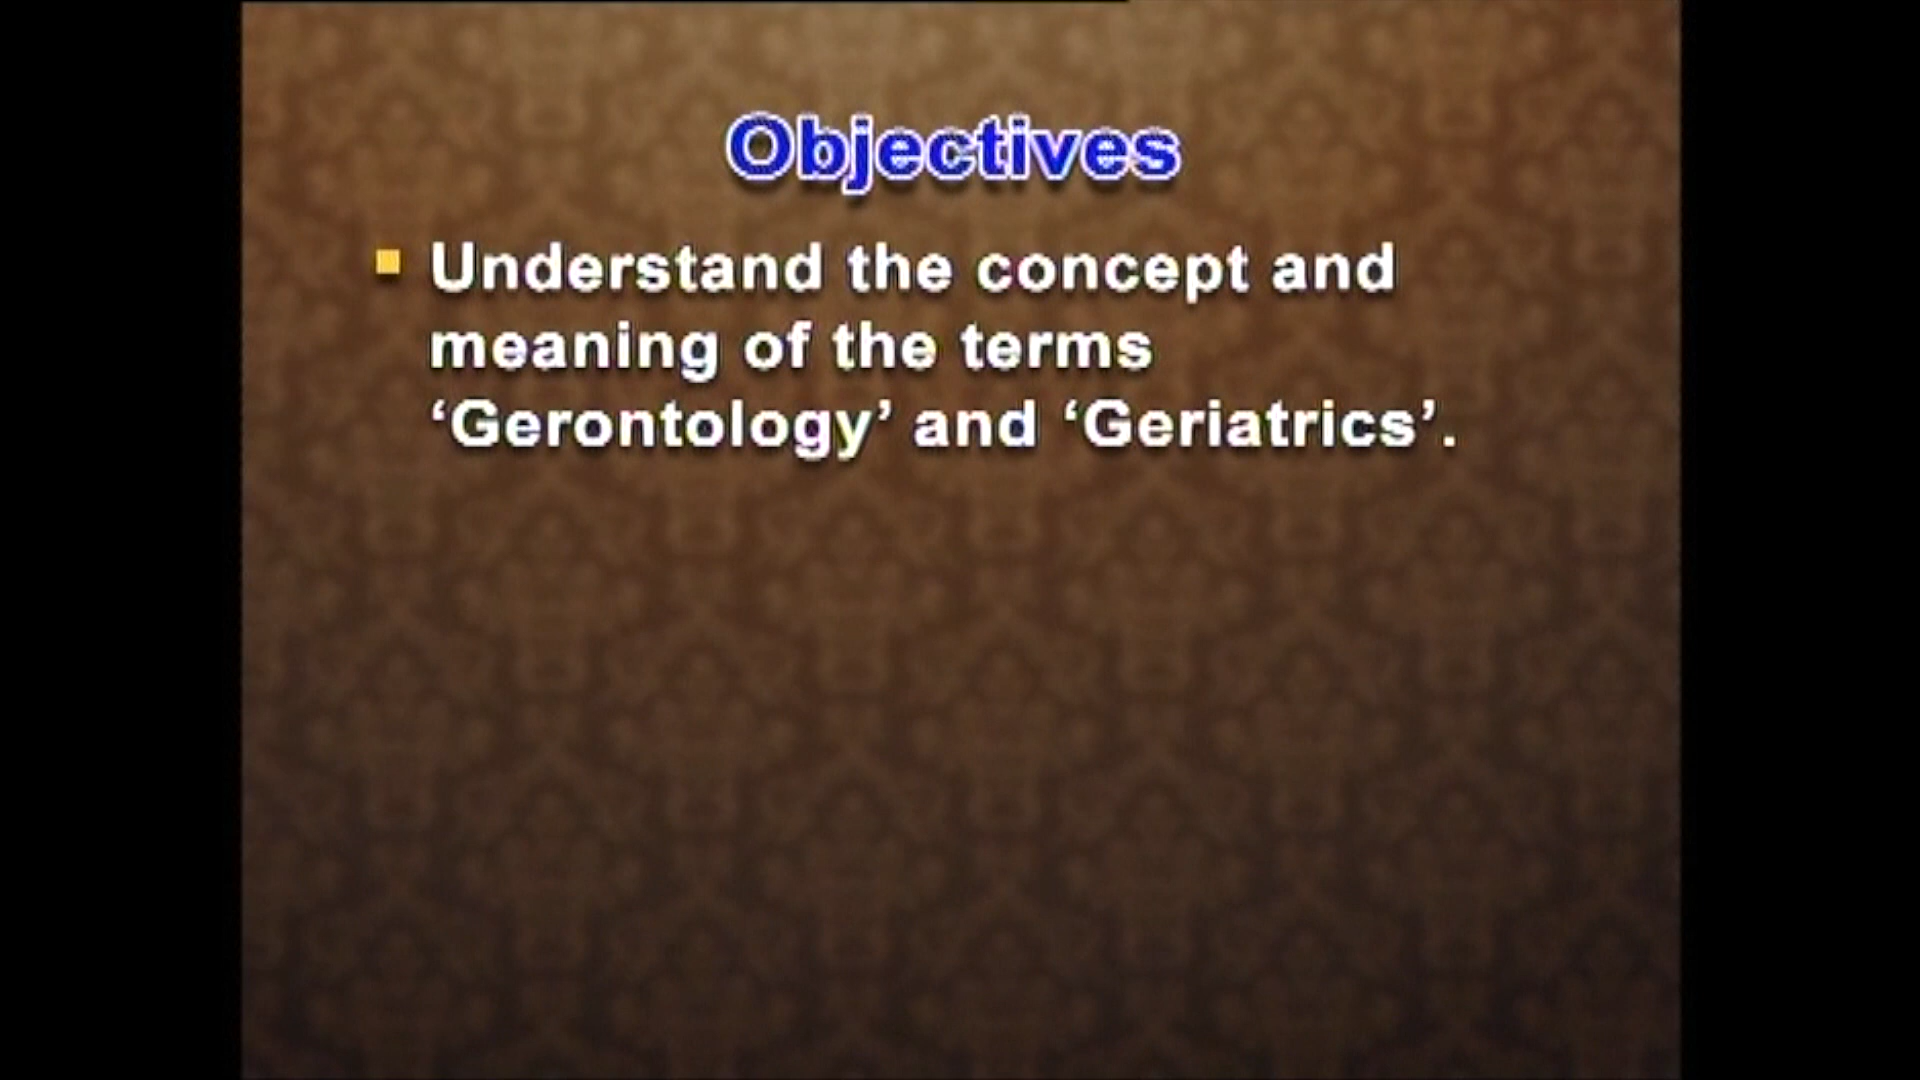 Objectives
Understand the concept and
meaning of the terms
‘Gerontology’ and ‘Geriatrics’.